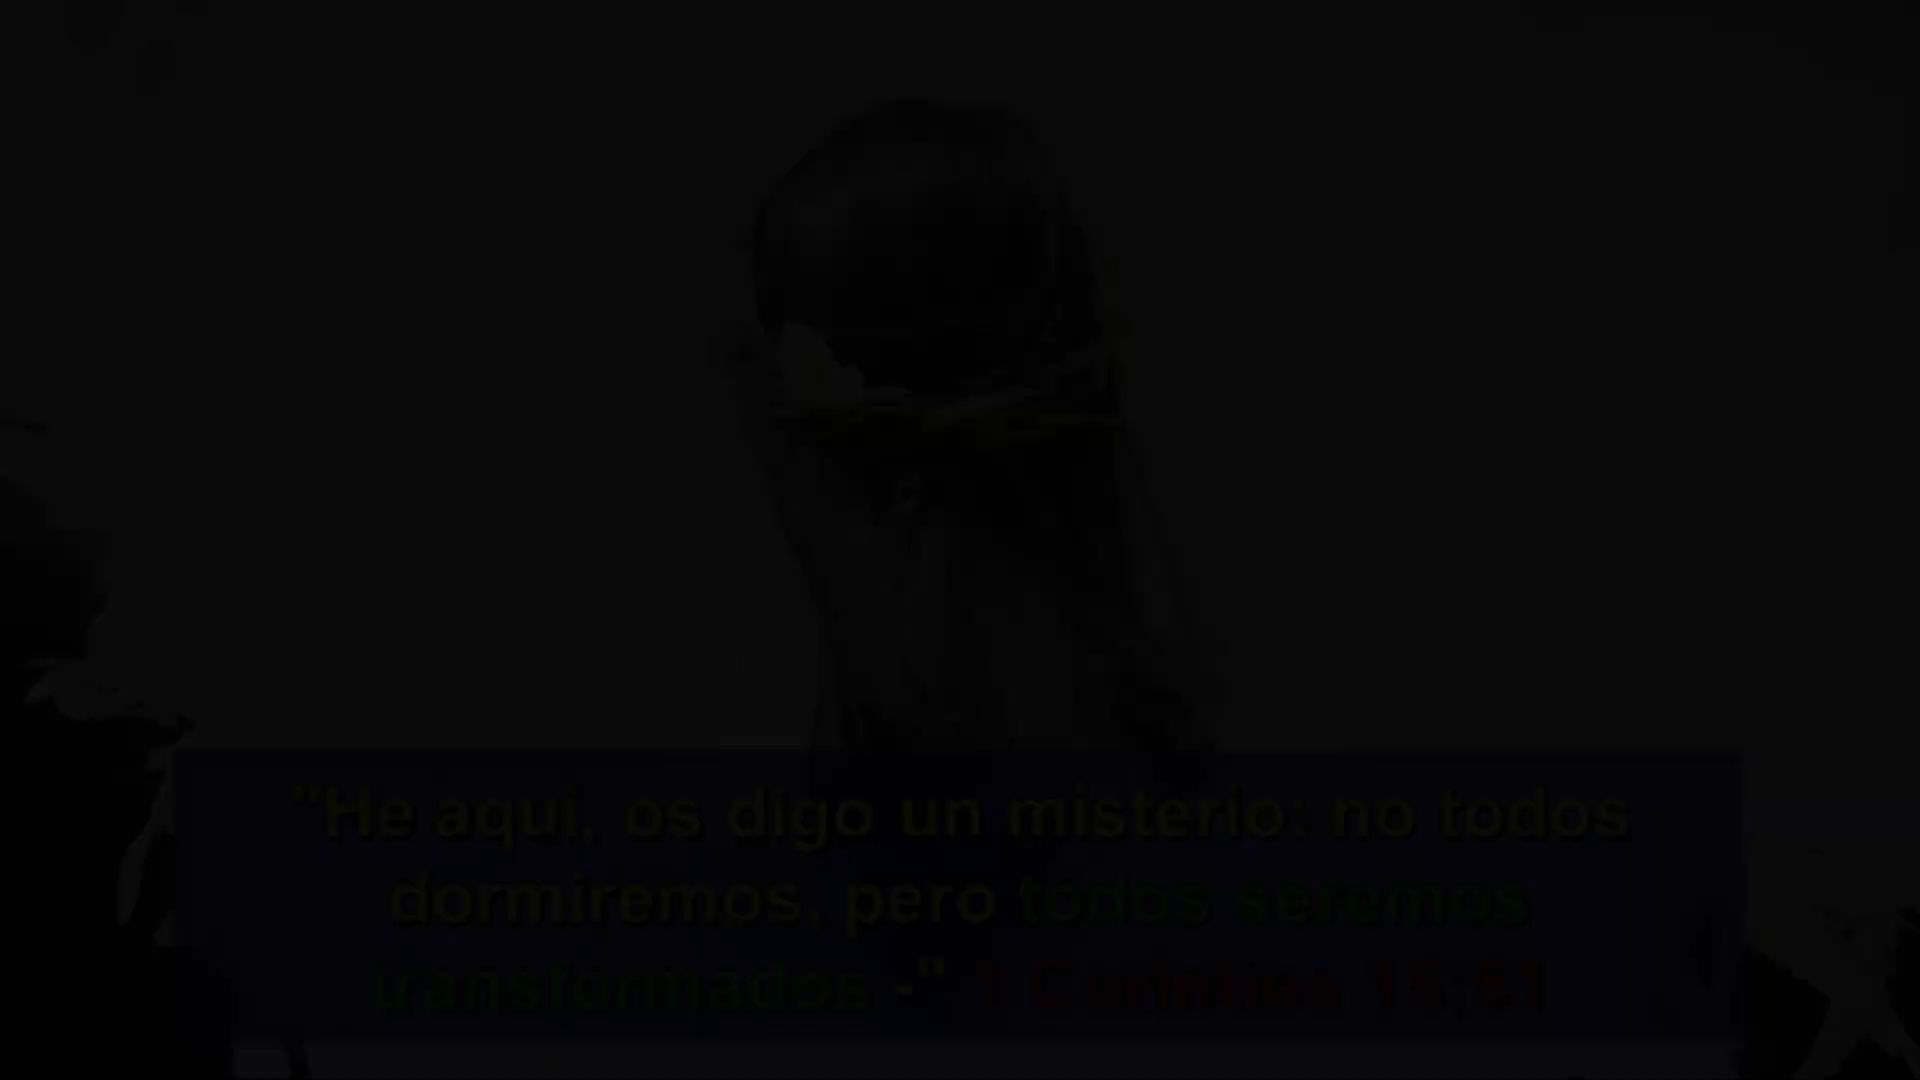 "He aquí, os digo un misterio: no todos
dormiremos, pero todos seremos
transformados -" 1 Corintios 15:51